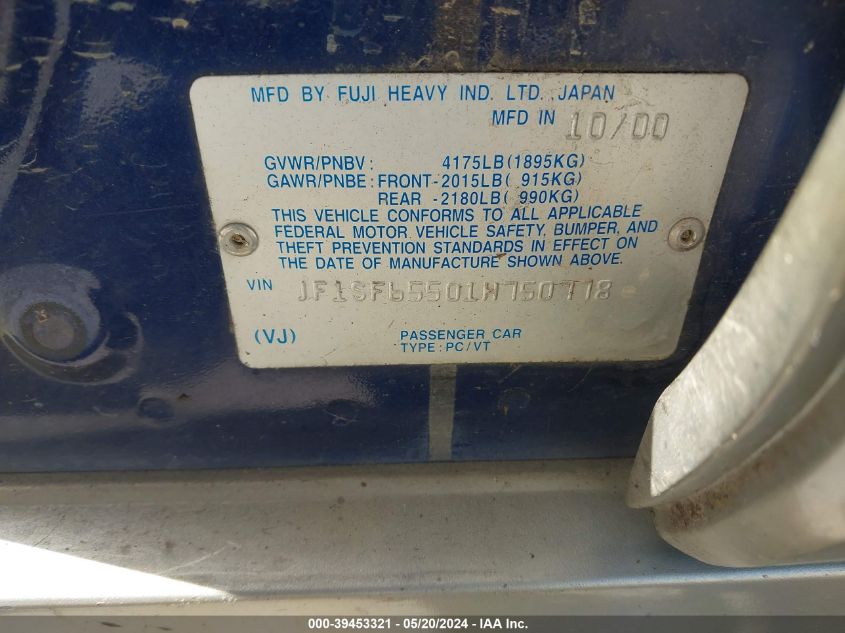 MFD BY FUJI HEAVY IND. LTD. JAPAN
MFD IN 10/00
GVWR/PNBV: 4175LB(1895KG)
GAWR/PNBE: FRONT-2015LB( 915KG)
REAR -2180LB( 990KG)
THIS VEHICLE CONFORMS TO ALL APPLICABLE
FEDERAL MOTOR VEHICLE SAFETY, BUMPER, AND
THEFT PREVENTION STANDARDS IN EFFECT ON
THE DATE OF MANUFACTURE SHOWN ABOVE.
VIN JF1SF65501H750778
(VJ) PASSENGER CAR
TYPE: PC/VT
000-39453321 - 05/20/2024 - IAA Inc.